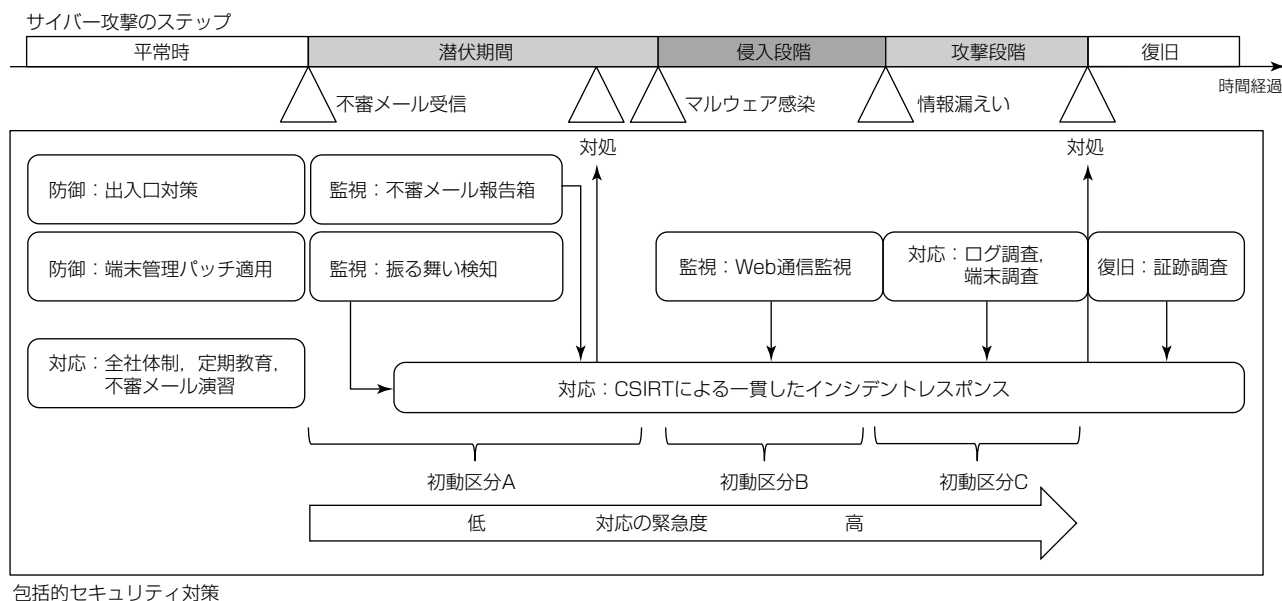 サイバー攻撃のステップ
平常時
潜伏期間
侵入段階
攻撃段階
復旧
時間経過
不審メール受信
マルウェア感染
情報漏えい
対処
対処
防御：出入口対策
監視：不審メール報告箱
防御：端末管理パッチ適用
監視：振る舞い検知
監視：Web通信監視
対応：ログ調査，
端末調査
復旧：証跡調査
対応：全社体制，定期教育，
不審メール演習
対応：CSIRTによる一貫したインシデントレスポンス
初動区分A
初動区分B
初動区分C
低
対応の緊急度
高
包括的セキュリティ対策